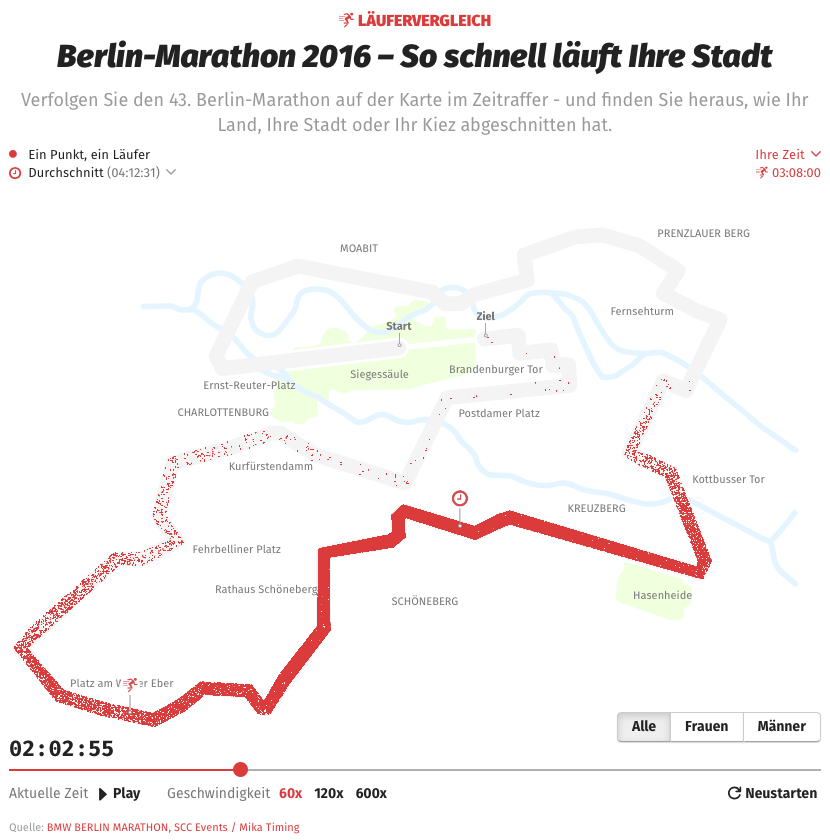 LÄUFERVERGLEICH
Berlin-Marathon 2016 – So schnell läuft Ihre Stadt
Verfolgen Sie den 43. Berlin-Marathon auf der Karte im Zeitraffer - und finden Sie heraus, wie Ihr
Land, Ihre Stadt oder Ihr Kiez abgeschnitten hat.
Ein Punkt, ein Läufer
Ihre Zeit
Durchschnitt (04:12:31)
03:08:00
PRENZLAUER BERG
MOABIT
Fernsehturm
Ziel
Start
Brandenburger Tor
Siegessäule
Ernst-Reuter-Platz
CHARLOTTENBURG
Postdamer Platz
Kurfürstendamm
Kottbusser Tor
KREUZBERG
Fehrbelliner Platz
Rathaus Schöneberg
Hasenheide
SCHÖNEBERG
Platz am W er Eber
Alle
Frauen
Männer
02:02:55
Aktuelle Zeit Play Geschwindigkeit 60x 120x 600x
Neustarten
Quelle: BMW BERLIN MARATHON, SCC Events / Mika Timing